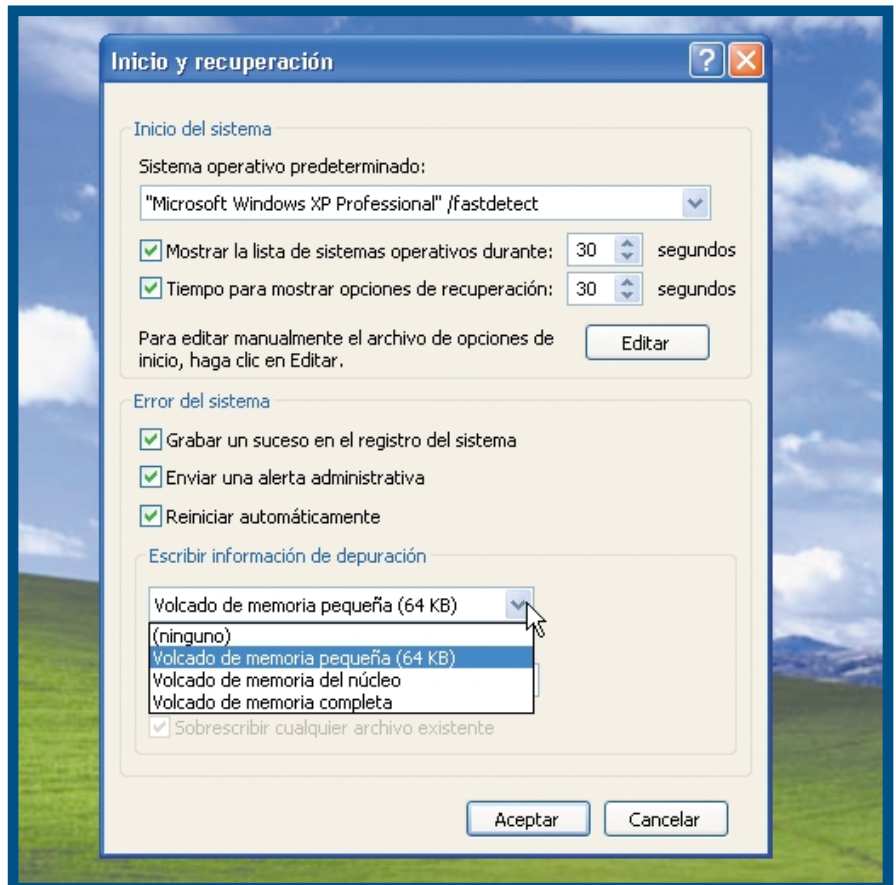 Inicio y recuperación
Inicio del sistema
Sistema operativo predeterminado:
"Microsoft Windows XP Professional" /fastdetect
Mostrar la lista de sistemas operativos durante: 30 segundos
Tiempo para mostrar opciones de recuperación: 30 segundos
Para editar manualmente el archivo de opciones de
inicio, haga clic en Editar.
Editar
Error del sistema
Grabar un suceso en el registro del sistema
Enviar una alerta administrativa
Reiniciar automáticamente
Escribir información de depuración
Volcado de memoria pequeña (64 KB)
(ninguno)
Volcado de memoria pequeña (64 KB)
Volcado de memoria del núcleo
Volcado de memoria completa
Sobrescribir cualquier archivo existente
Aceptar
Cancelar